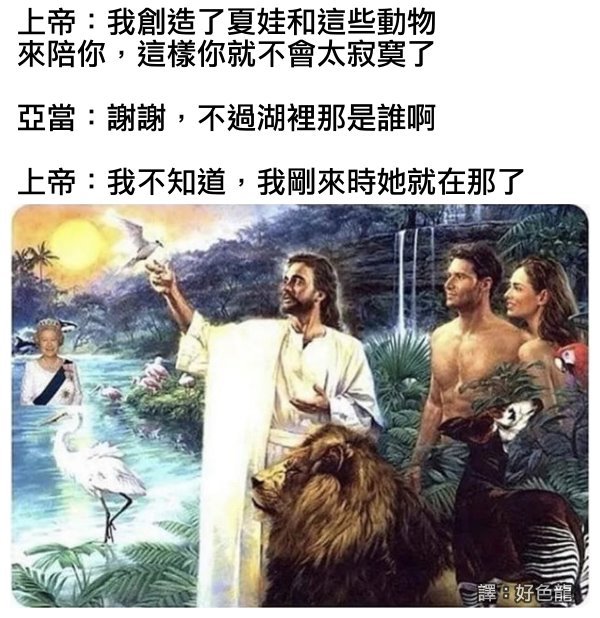 上帝：我創造了夏娃和這些動物
來陪你，這樣你就不會太寂寞了
亞當：謝謝，不過湖裡那是誰啊
上帝：我不知道，我剛來時她就在那了
譯：好色龍